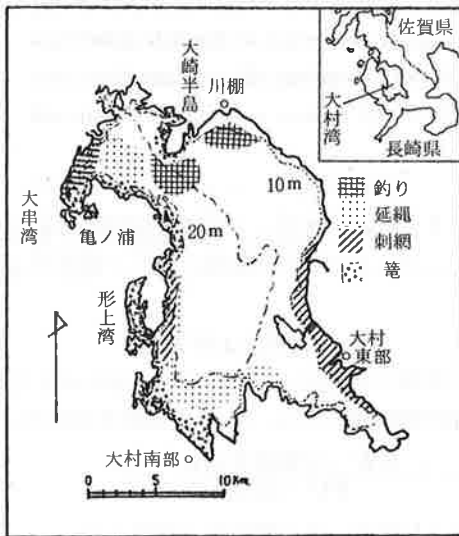 佐賀県
大村湾
長崎県
大崎半島
川棚
10m
大串湾
亀ノ浦
20m
釣り
延縄
刺網
篭
形上湾
大村東部
大村南部
0
10Km